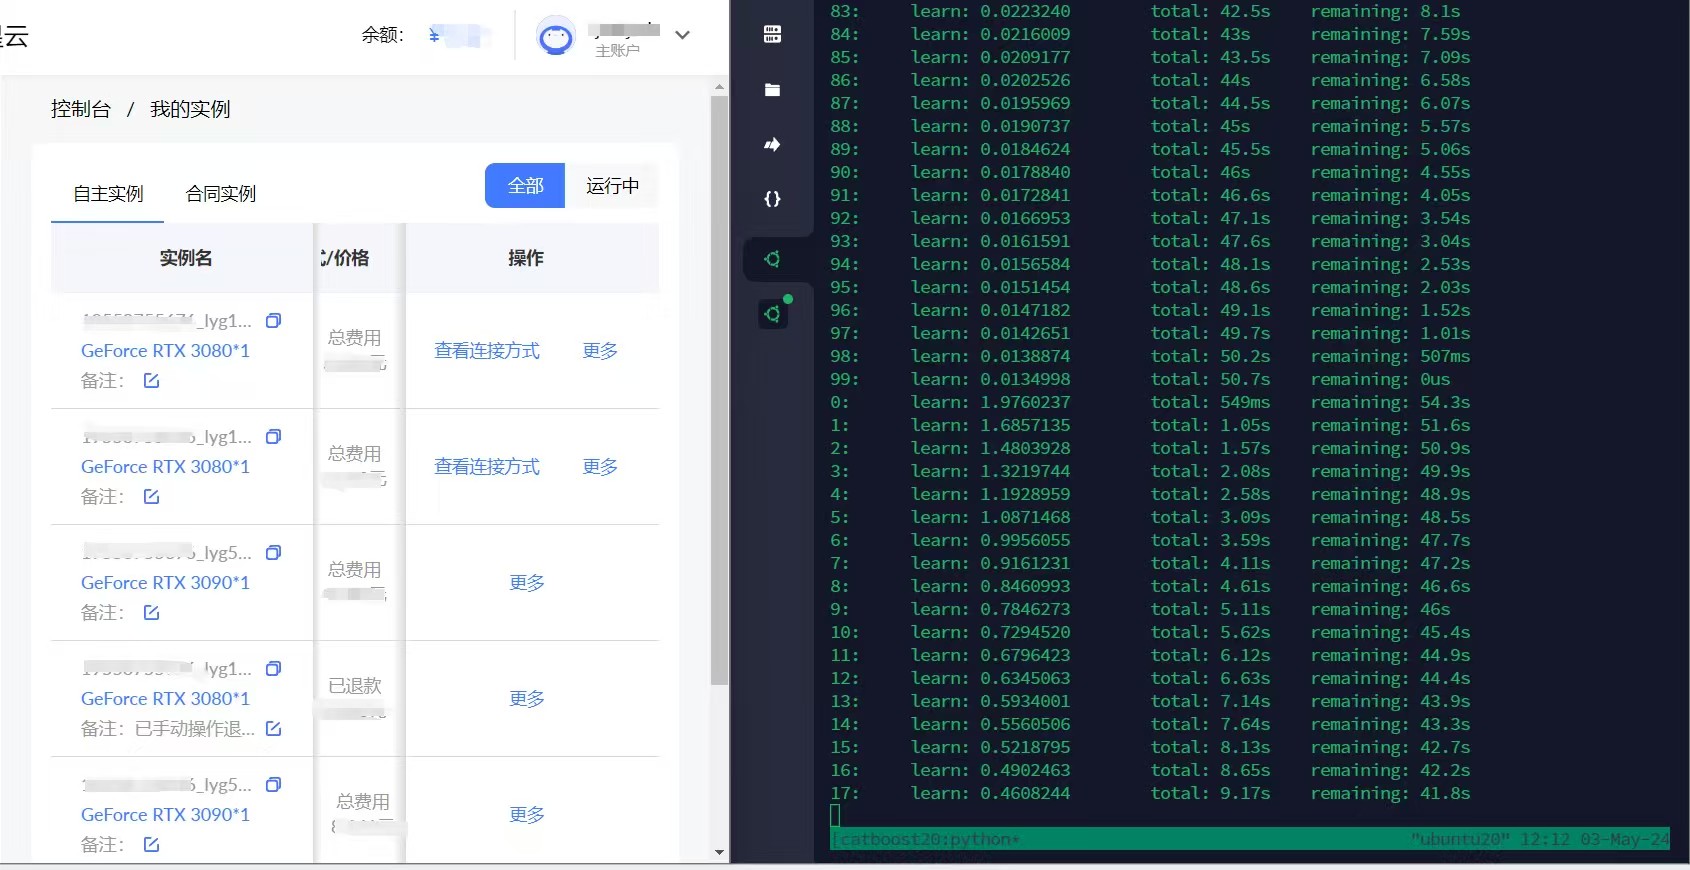 云
余额：
¥
主账户
控制台 / 我的实例
自主实例
合同实例
全部
运行中
实例名
/价格
操作
_lyg1...
GeForce RTX 3080*1
备注：
总费用
元
查看连接方式
更多
_lyg1...
GeForce RTX 3080*1
备注：
总费用
元
查看连接方式
更多
_lyg5...
GeForce RTX 3090*1
备注：
总费用
更多
_lyg1...
GeForce RTX 3080*1
备注：已手动操作退...
已退款
更多
_lyg5...
GeForce RTX 3090*1
备注：
总费用
更多
83: learn: 0.0223240 total: 42.5s remaining: 8.1s
84: learn: 0.0216009 total: 43s remaining: 7.59s
85: learn: 0.0209177 total: 43.5s remaining: 7.09s
86: learn: 0.0202526 total: 44s remaining: 6.58s
87: learn: 0.0195969 total: 44.5s remaining: 6.07s
88: learn: 0.0190737 total: 45s remaining: 5.57s
89: learn: 0.0184624 total: 45.5s remaining: 5.06s
90: learn: 0.0178840 total: 46s remaining: 4.55s
91: learn: 0.0172841 total: 46.6s remaining: 4.05s
92: learn: 0.0166953 total: 47.1s remaining: 3.54s
93: learn: 0.0161591 total: 47.6s remaining: 3.04s
94: learn: 0.0156584 total: 48.1s remaining: 2.53s
95: learn: 0.0151454 total: 48.6s remaining: 2.03s
96: learn: 0.0147182 total: 49.1s remaining: 1.52s
97: learn: 0.0142651 total: 49.7s remaining: 1.01s
98: learn: 0.0138874 total: 50.2s remaining: 507ms
99: learn: 0.0134998 total: 50.7s remaining: 0us
0: learn: 1.9760237 total: 549ms remaining: 54.3s
1: learn: 1.6857135 total: 1.05s remaining: 51.6s
2: learn: 1.4803928 total: 1.57s remaining: 50.9s
3: learn: 1.3219744 total: 2.08s remaining: 49.9s
4: learn: 1.1928959 total: 2.58s remaining: 48.9s
5: learn: 1.0871468 total: 3.09s remaining: 48.5s
6: learn: 0.9956055 total: 3.59s remaining: 47.7s
7: learn: 0.9161231 total: 4.11s remaining: 47.2s
8: learn: 0.8460993 total: 4.61s remaining: 46.6s
9: learn: 0.7846273 total: 5.11s remaining: 46s
10: learn: 0.7294520 total: 5.62s remaining: 45.4s
11: learn: 0.6796423 total: 6.12s remaining: 44.9s
12: learn: 0.6345063 total: 6.63s remaining: 44.4s
13: learn: 0.5934001 total: 7.14s remaining: 43.9s
14: learn: 0.5560506 total: 7.64s remaining: 43.3s
15: learn: 0.5218795 total: 8.13s remaining: 42.7s
16: learn: 0.4902463 total: 8.65s remaining: 42.2s
17: learn: 0.4608244 total: 9.17s remaining: 41.8s
[catboost20:python* "ubuntu20" 12:12 03-May-24